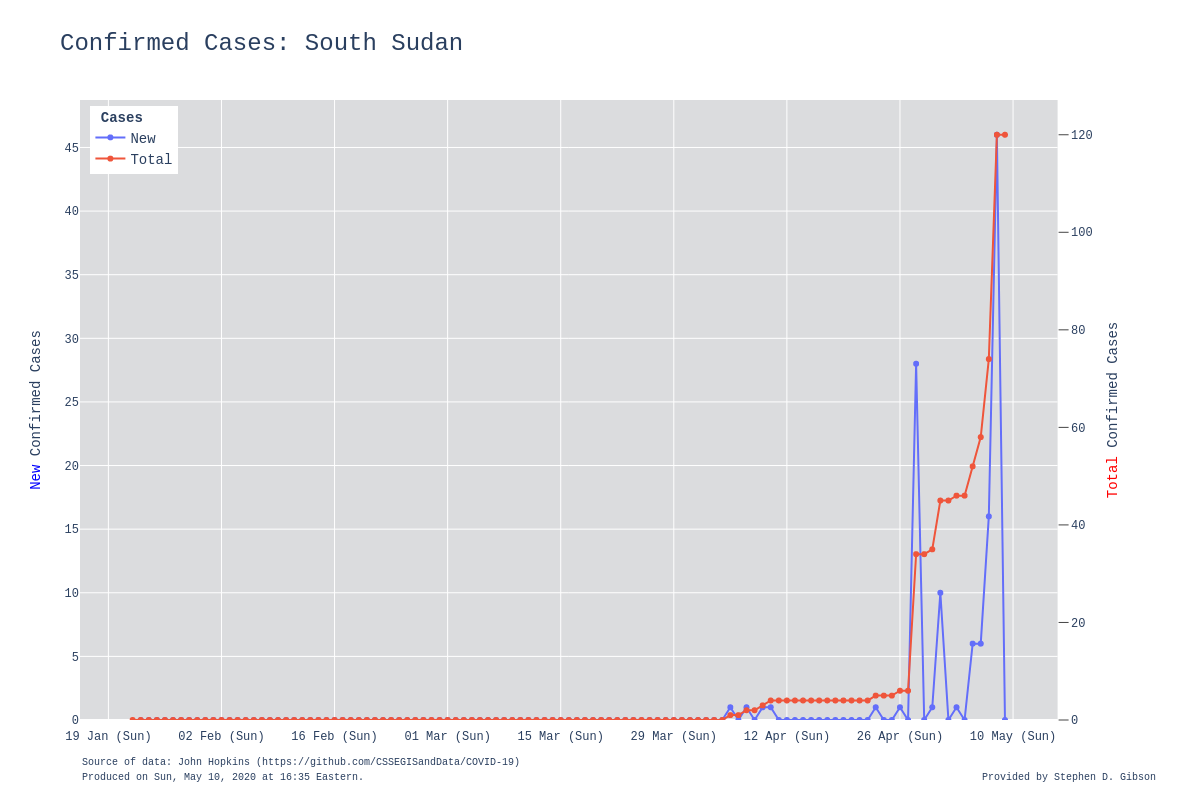 Confirmed Cases: South Sudan
Cases
New
Total
45
40
35
30
25
20
15
10
5
0
New Confirmed Cases
120
100
80
60
40
20
0
Total Confirmed Cases
19 Jan (Sun) 02 Feb (Sun) 16 Feb (Sun) 01 Mar (Sun) 15 Mar (Sun) 29 Mar (Sun) 12 Apr (Sun) 26 Apr (Sun) 10 May (Sun)
Source of data: John Hopkins (https://github.com/CSSEGISandData/COVID-19)
Produced on Sun, May 10, 2020 at 16:35 Eastern.
Provided by Stephen D. Gibson